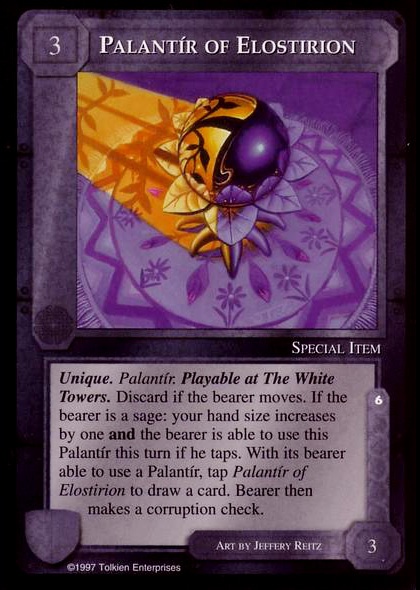 3
PALANTÍR OF ELOSTIRION
SPECIAL ITEM
Unique. Palantír. Playable at The White
Towers. Discard if the bearer moves. If the
bearer is a sage: your hand size increases
by one and the bearer is able to use this
Palantír this turn if he taps. With its bearer
able to use a Palantír, tap Palantír of
Elostirion to draw a card. Bearer then
makes a corruption check.
6
ART BY JEFFERY REITZ
3
©1997 Tolkien Enterprises